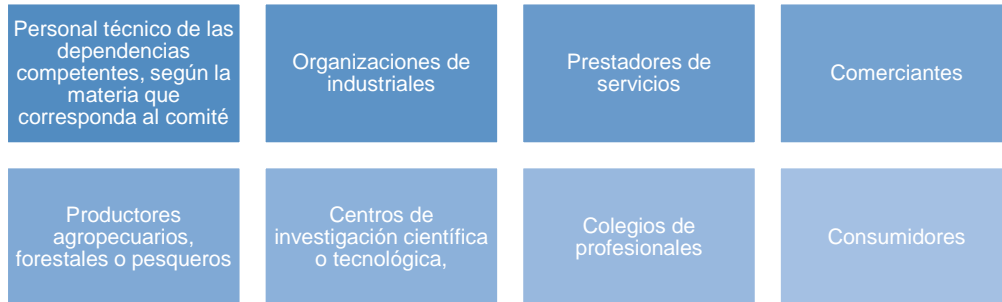 Personal técnico de las
dependencias
competentes, según la
materia que
corresponda al comité
Organizaciones de
industriales
Prestadores de
servicios
Comerciantes
Productores
agropecuarios,
forestales o pesqueros
Centros de
investigación científica
o tecnológica,
Colegios de
profesionales
Consumidores